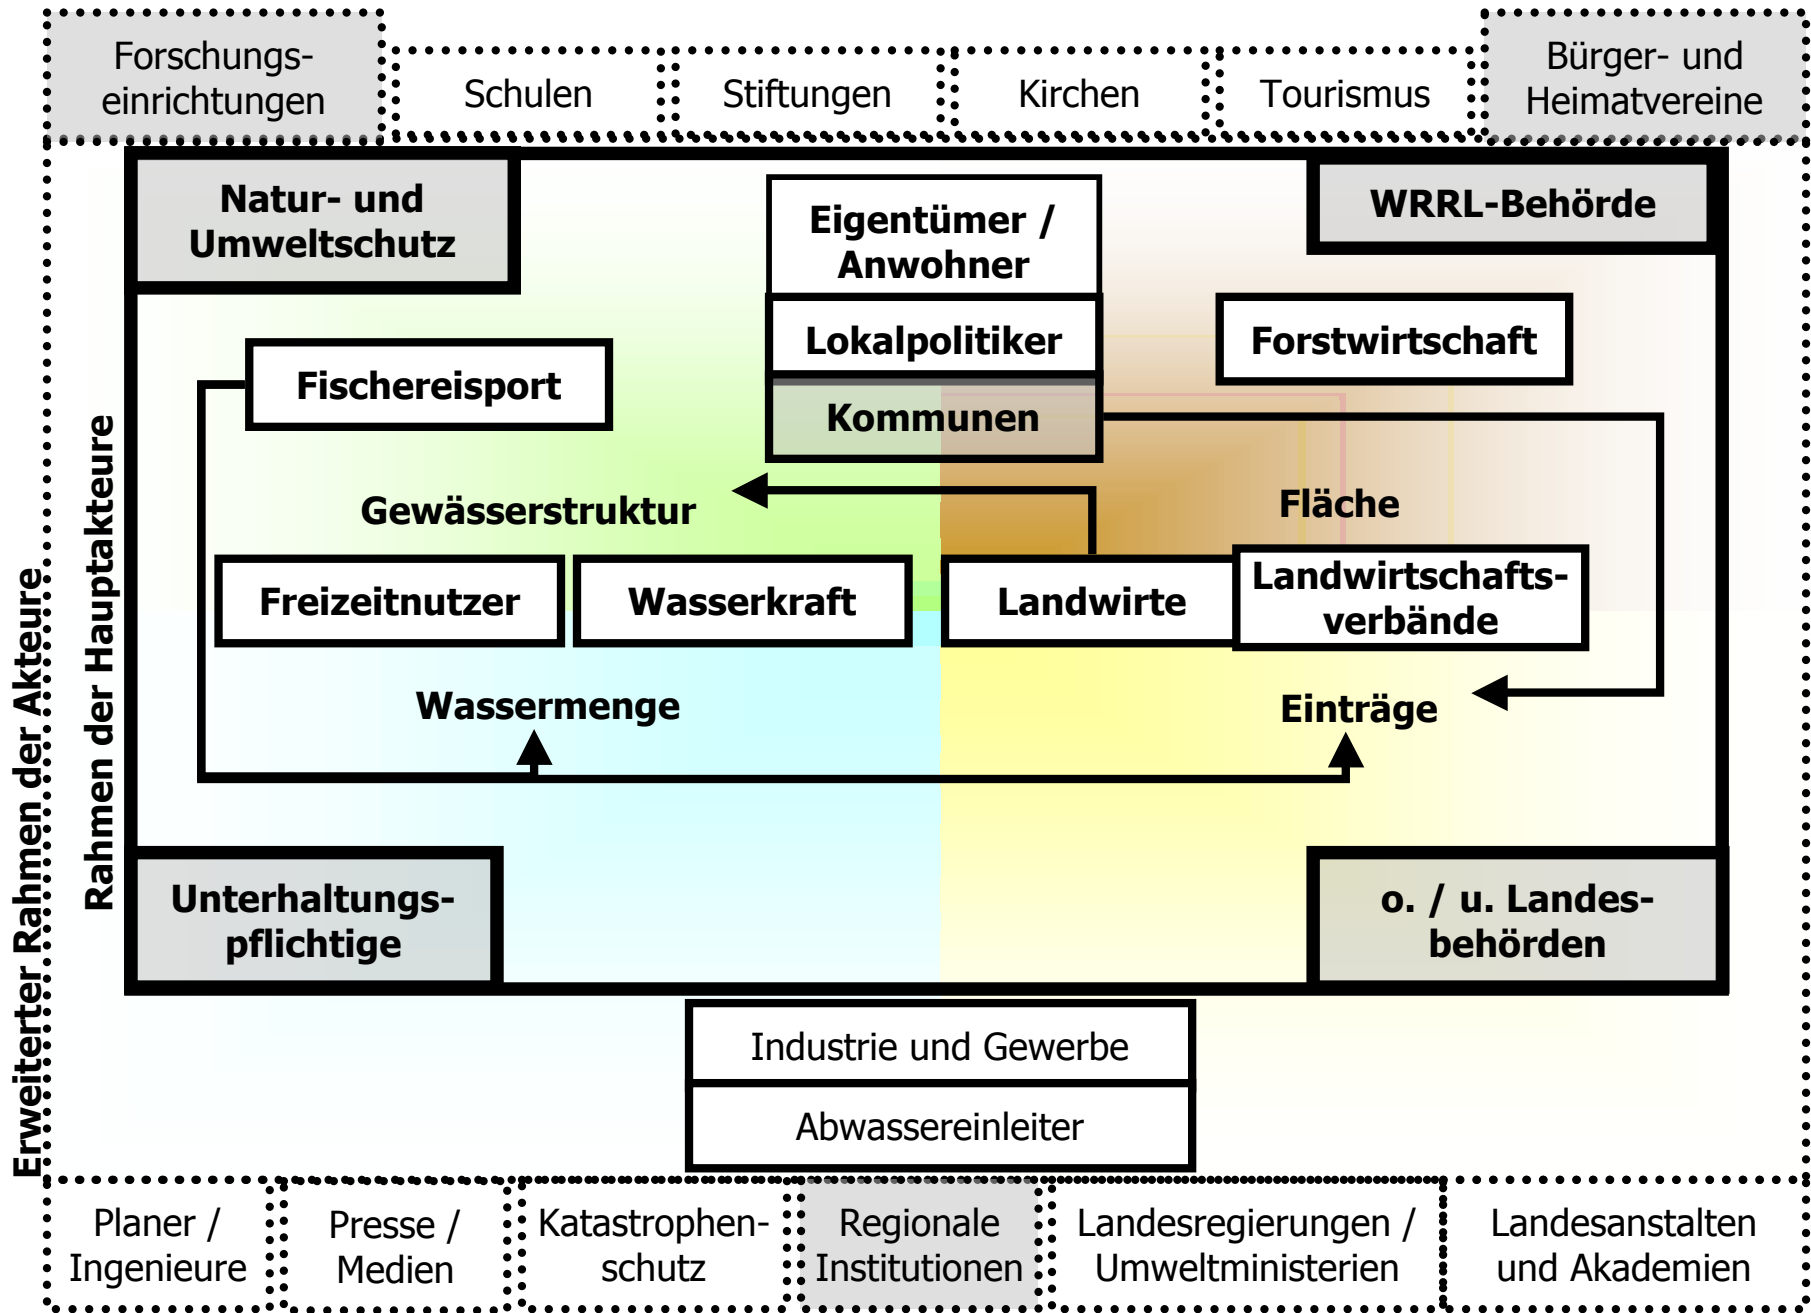 Forschungs-
einrichtungen
Schulen
Stiftungen
Kirchen
Tourismus
Bürger- und
Heimatvereine
Natur- und
Umweltschutz
Eigentümer /
Anwohner
WRRL-Behörde
Lokalpolitiker
Forstwirtschaft
Fischereisport
Kommunen
Gewässerstruktur
Fläche
Freizeitnutzer
Wasserkraft
Landwirte
Landwirtschafts-
verbände
Wassermenge
Einträge
Unterhaltungs-
pflichtige
o. / u. Landes-
behörden
Rahmen der Hauptakteure
Erweiterter Rahmen der Akteure
Industrie und Gewerbe
Abwassereinleiter
Planer /
Ingenieure
Presse /
Medien
Katastrophen-
schutz
Regionale
Institutionen
Landesregierungen /
Umweltministerien
Landesanstalten
und Akademien